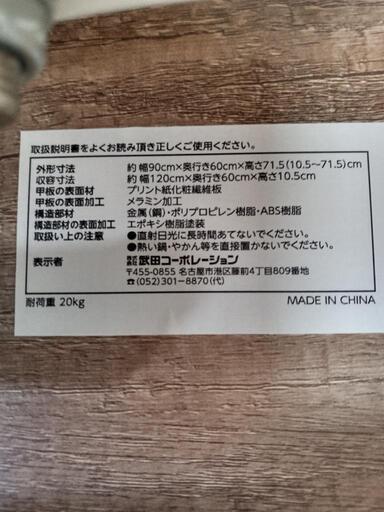 取扱説明書をよくお読み頂き正しくご使用ください。
外形寸法 約 幅90cm×奥行き60cm×高さ71.5(10.5~71.5)cm
収容寸法 約 幅120cm×奥行き60cm×高さ10.5cm
甲板の表面材 プリント紙化粧繊維板
甲板の表面加工 メラミン加工
構造部材 金属(鋼)・ポリプロピレン樹脂・ABS樹脂
構造部材の表面加工 エポキシ樹脂塗装
取扱い上の注意 ●直射日光に長時間あてないでください。
●熱い鍋・やかん等を直接置かないでください。
表示者 株式会社 武田コーポレーション
〒455-0855 名古屋市港区藤前4丁目809番地
☎(052)301-8870(代)
耐荷重 20kg MADE IN CHINA